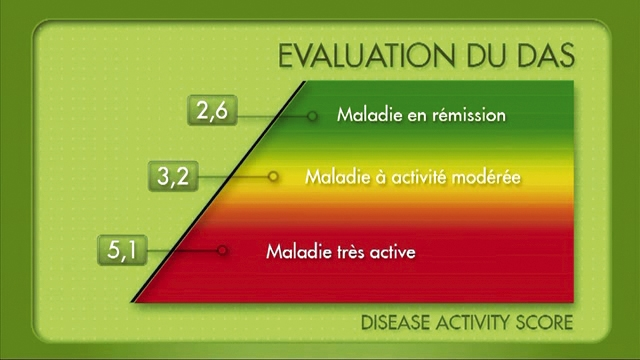 EVALUATION DU DAS
2,6
Maladie en rémission
3,2
Maladie à activité modérée
5,1
Maladie très active
DISEASE ACTIVITY SCORE